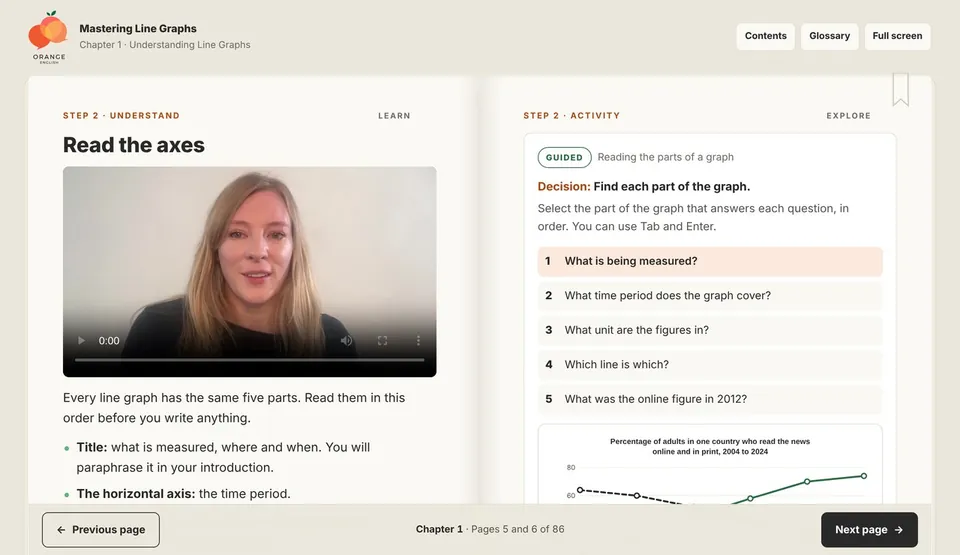 ORANGE
ENGLISH
Mastering Line Graphs
Chapter 1 · Understanding Line Graphs
Contents
Glossary
Full screen
STEP 2 · UNDERSTAND
LEARN
Read the axes
0:00
Every line graph has the same five parts. Read them in this
order before you write anything.
• Title: what is measured, where and when. You will
paraphrase it in your introduction.
• The horizontal axis: the time period.
STEP 2 · ACTIVITY
EXPLORE
GUIDED
Reading the parts of a graph
Decision: Find each part of the graph.
Select the part of the graph that answers each question, in
order. You can use Tab and Enter.
1 What is being measured?
2 What time period does the graph cover?
3 What unit are the figures in?
4 Which line is which?
5 What was the online figure in 2012?
Percentage of adults in one country who read the news
online and in print, 2004 to 2024
80
60
← Previous page
Chapter 1 · Pages 5 and 6 of 86
Next page →